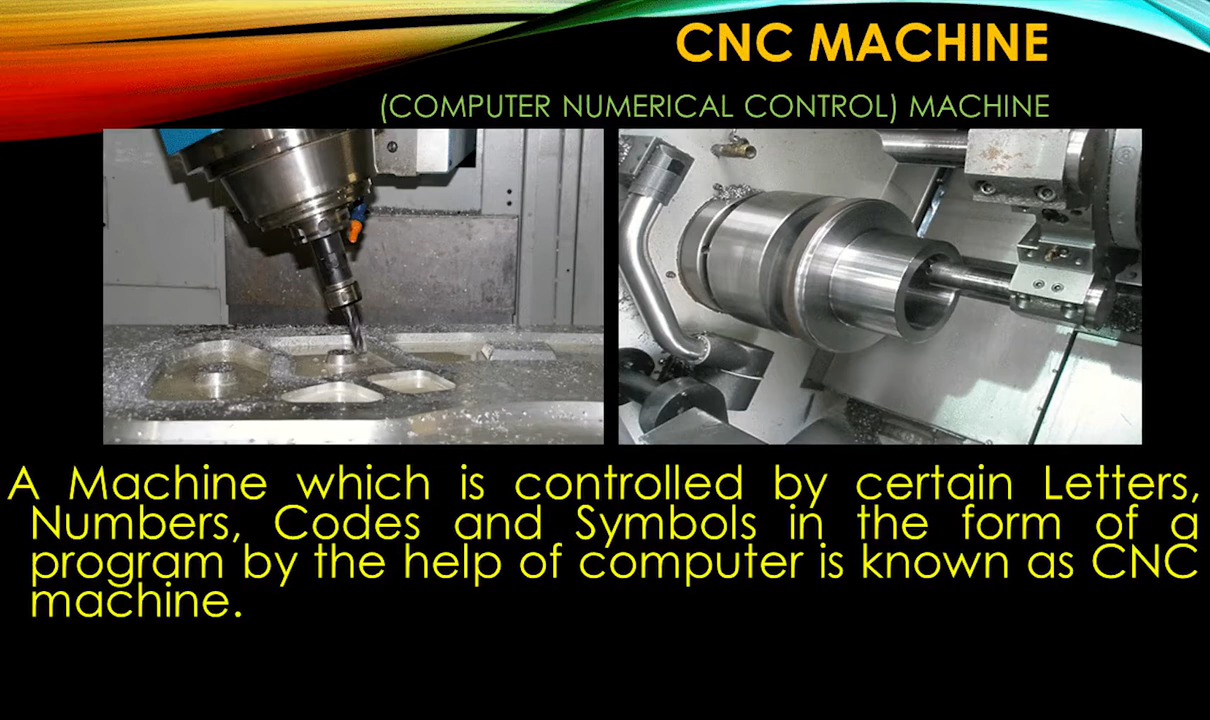 CNC MACHINE
(COMPUTER NUMERICAL CONTROL) MACHINE
A Machine which is controlled by certain Letters,
Numbers, Codes and Symbols in the form of a
program by the help of computer is known as CNC
machine.